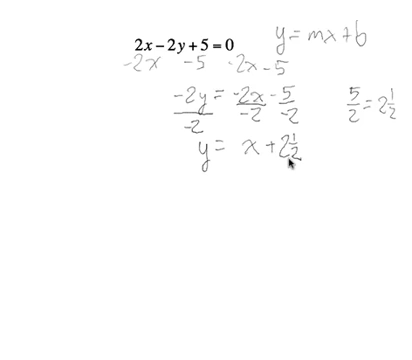 y = mx + b
2x – 2y + 5 = 0
-2x -5 -2x - 5
-2y/-2 = -2x/-2 - 5/-2
5/2 = 2 1/2
y = x + 2 1/2